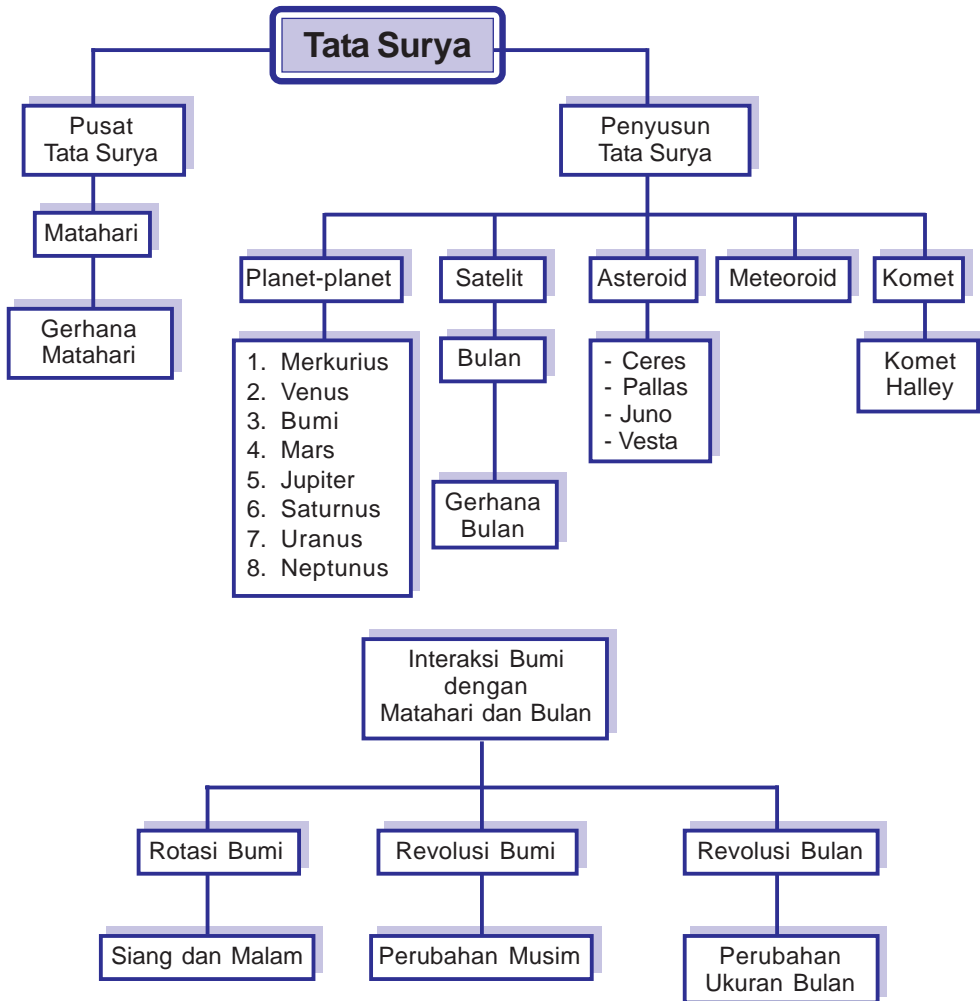 Tata Surya
Pusat
Tata Surya
Penyusun
Tata Surya
Matahari
Gerhana
Matahari
Planet-planet
Satelit
Asteroid
Meteoroid
Komet
1. Merkurius
2. Venus
3. Bumi
4. Mars
5. Jupiter
6. Saturnus
7. Uranus
8. Neptunus
Bulan
Gerhana
Bulan
- Ceres
- Pallas
- Juno
- Vesta
Komet
Halley
Interaksi Bumi
dengan
Matahari dan Bulan
Rotasi Bumi
Revolusi Bumi
Revolusi Bulan
Siang dan Malam
Perubahan Musim
Perubahan
Ukuran Bulan